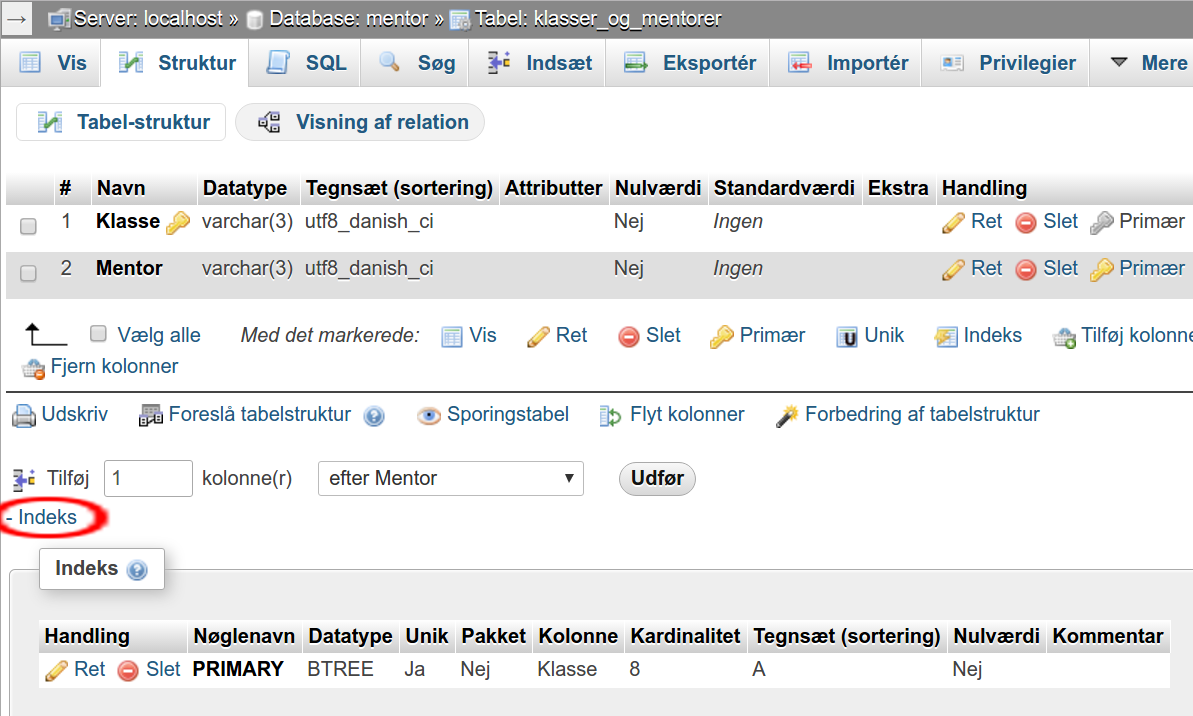 Server: localhost » Database: mentor » Tabel: klasser_og_mentorer
Vis Struktur SQL Søg Indsæt Eksportér Importér Privilegier Mere
Tabel-struktur Visning af relation
# Navn Datatype Tegnsæt (sortering) Attributter Nulværdi Standardværdi Ekstra Handling
1 Klasse varchar(3) utf8_danish_ci Nej Ingen Ret Slet Primær
2 Mentor varchar(3) utf8_danish_ci Nej Ingen Ret Slet Primær
Vælg alle Med det markerede: Vis Ret Slet Primær Unik Indeks Tilføj kolonne
Fjern kolonner
Udskriv Foreslå tabelstruktur Sporingstabel Flyt kolonner Forbedring af tabelstruktur
Tilføj 1 kolonne(r) efter Mentor Udfør
- Indeks
Indeks
Handling Nøglenavn Datatype Unik Pakket Kolonne Kardinalitet Tegnsæt (sortering) Nulværdi Kommentar
Ret Slet PRIMARY BTREE Ja Nej Klasse 8 A Nej